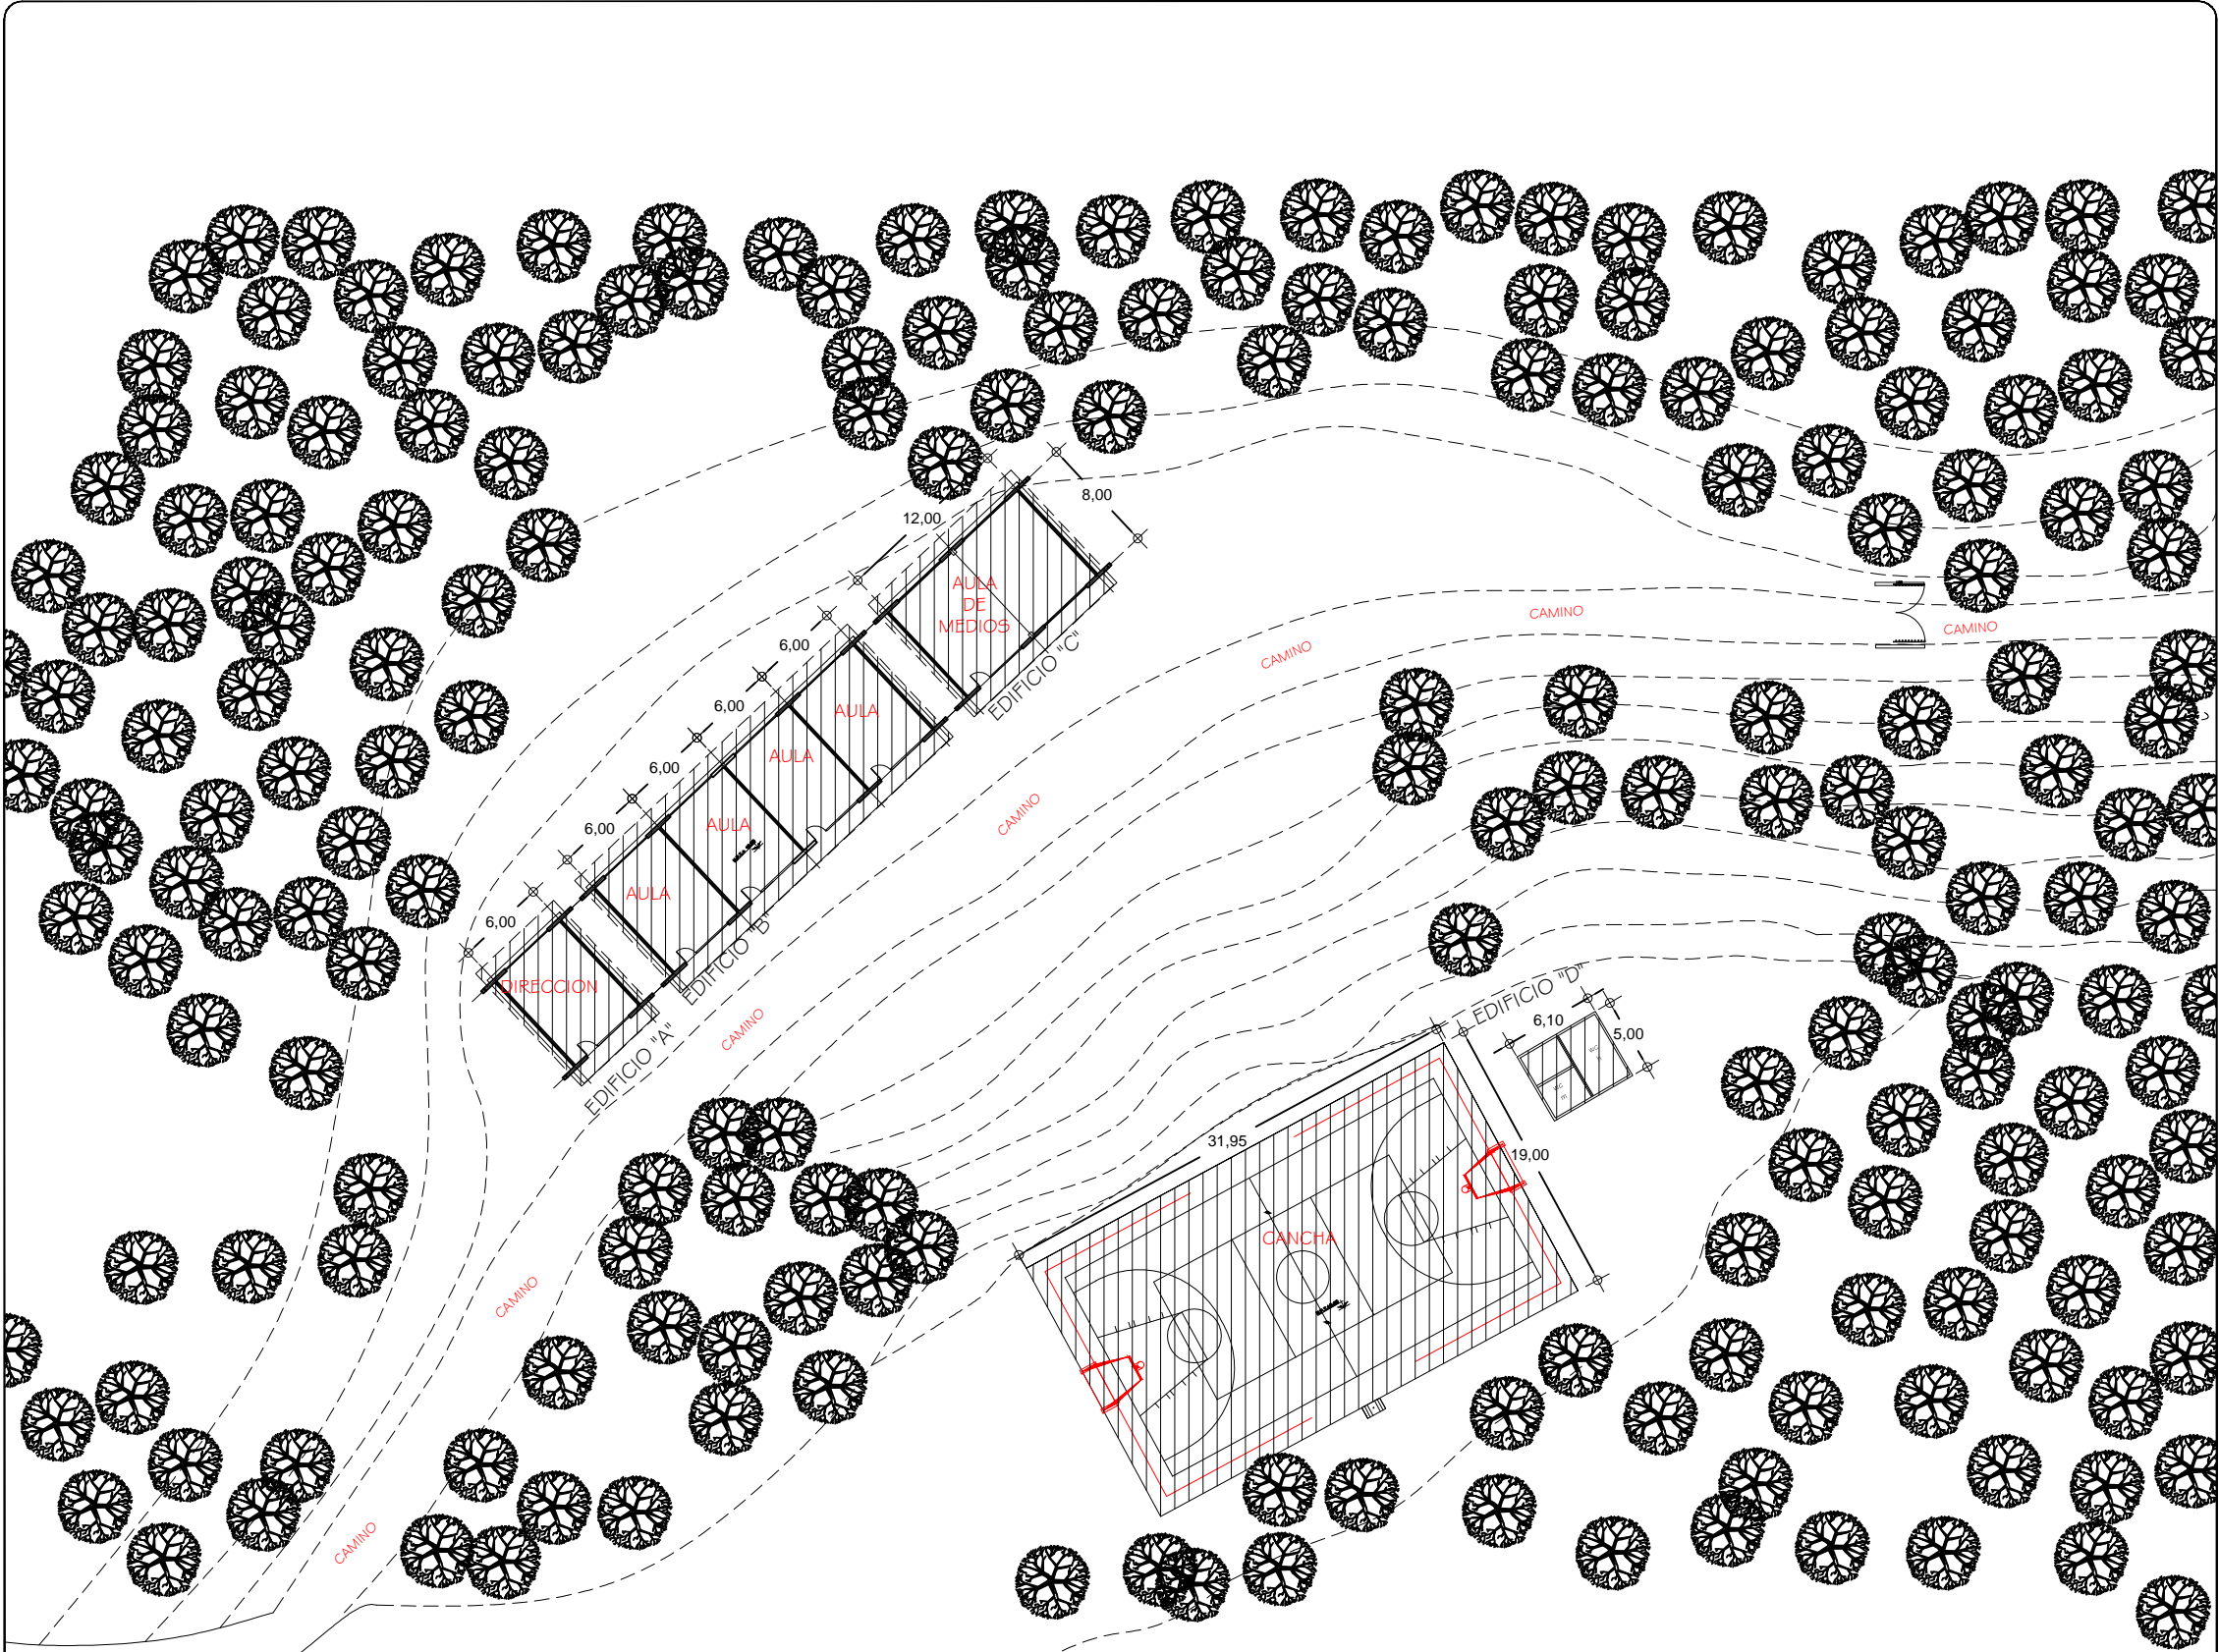 8,00
12,00
AULA
DE
MEDIOS
CAMINO
CAMINO
CAMINO
6,00
EDIFICIO "C"
6,00
AULA
6,00
AULA
6,00
AULA
CAMINO
6,00
AULA
EDIFICIO "B"
6,00
DIRECCION
EDIFICIO "A"
CAMINO
EDIFICIO "D"
6,10
5,00
31,95
19,00
CANCHA
CAMINO
CAMINO